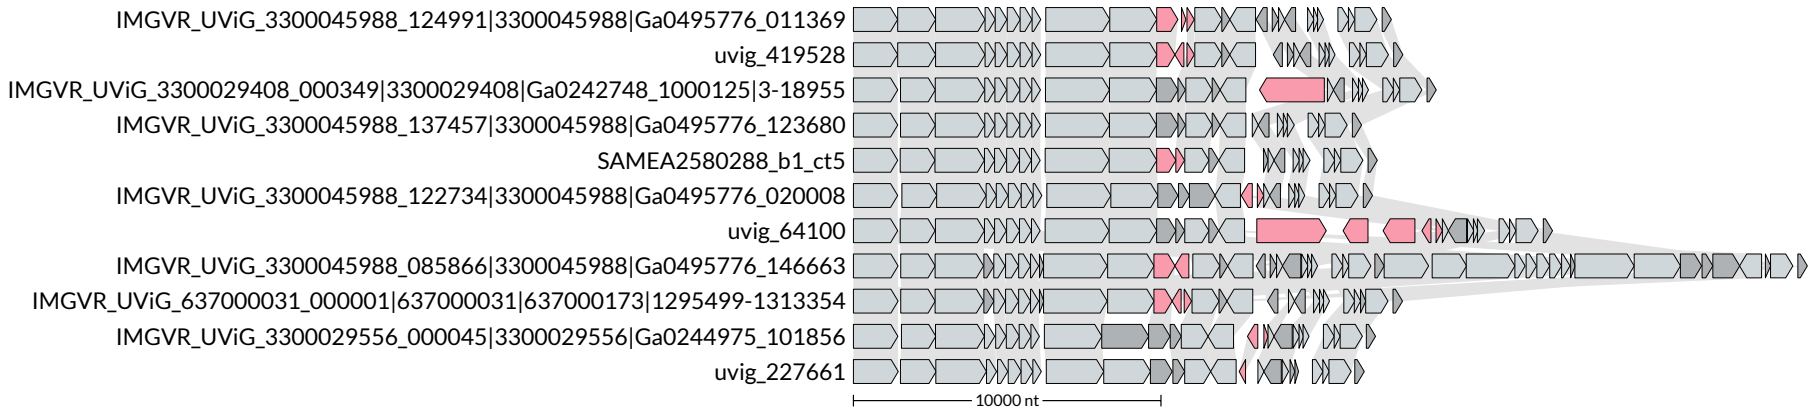 IMGVR_UViG_3300045988_124991|3300045988|Ga0495776_011369
uvig_419528
IMGVR_UViG_3300029408_000349|3300029408|Ga0242748_1000125|3-18955
IMGVR_UViG_3300045988_137457|3300045988|Ga0495776_123680
SAMEA2580288_b1_ct5
IMGVR_UViG_3300045988_122734|3300045988|Ga0495776_020008
uvig_64100
IMGVR_UViG_3300045988_085866|3300045988|Ga0495776_146663
IMGVR_UViG_637000031_000001|637000031|637000173|1295499-1313354
IMGVR_UViG_3300029556_000045|3300029556|Ga0244975_101856
uvig_227661
10000 nt